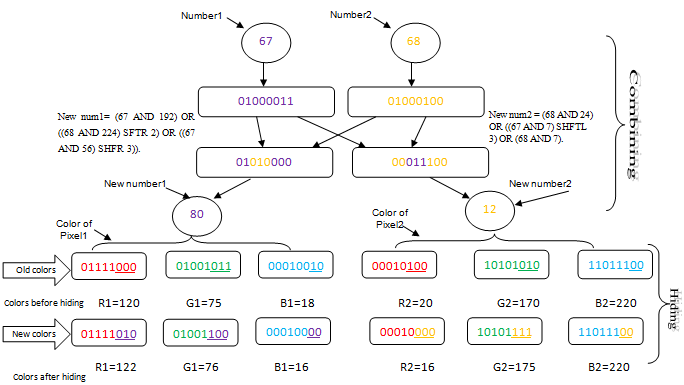 Number1
Number2
67
68
01000011
01000100
New num1= (67 AND 192) OR
((68 AND 224) SFTR 2) OR ((67
AND 56) SHFR 3)).
New num2 = (68 AND 24)
OR ((67 AND 7) SHFTL
3) OR (68 AND 7).
Combining
01010000
00011100
New number1
New number2
80
12
Color of
Pixel1
Color of
Pixel2
Old colors
01111000
01001011
00010010
00010100
10101010
11011100
Colors before hiding
R1=120
G1=75
B1=18
R2=20
G2=170
B2=220
Hiding
New colors
01111010
01001100
00010000
00010000
10101111
11011100
Colors after hiding
R1=122
G1=76
B1=16
R2=16
G2=175
B2=220